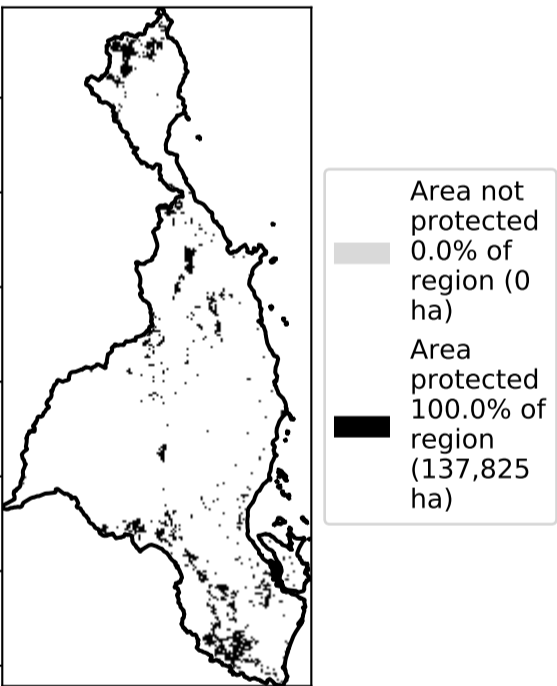 Area not
protected
0.0% of
region (0
ha)
Area
protected
100.0% of
region
(137,825
ha)